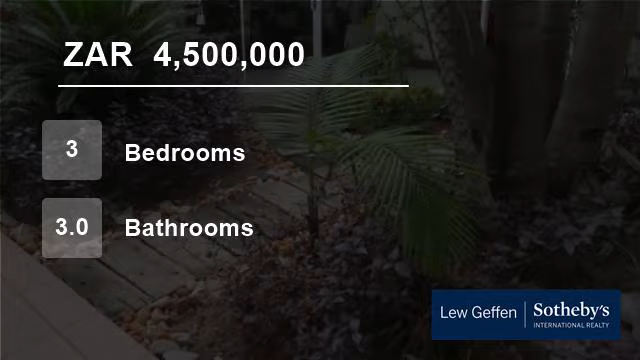 ZAR 4,500,000
3
Bedrooms
3.0
Bathrooms
Lew Geffen
Sotheby's
INTERNATIONAL REALTY